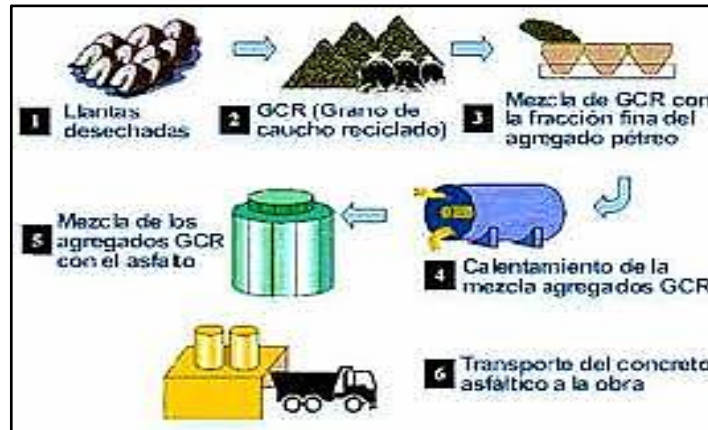 1 Llantas
desechadas
2 GCR (Grano de
caucho reciclado)
3 Mezcla de GCR con
la fracción fina del
agregado pétreo
4 Calentamiento de la
mezcla agregados GCR
5 Mezcla de los
agregados GCR
con el asfalto
6 Transporte del concreto
asfáltico a la obra